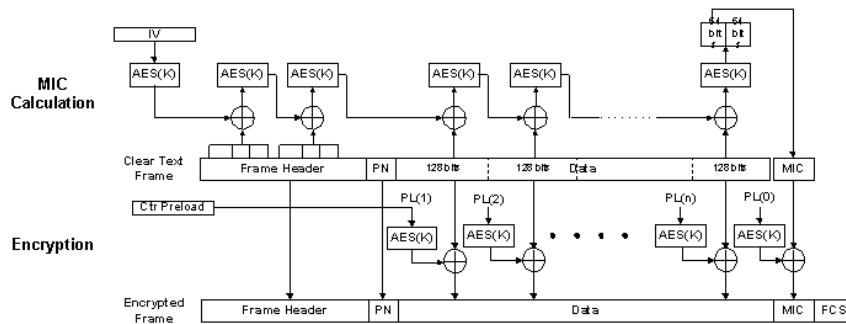 IV
64 bits 64 bits
AES(K) AES(K) AES(K) AES(K) AES(K) AES(K)
MIC
Calculation
Clear Text
Frame
Frame Header PN 128 bits 128 bits Data 128 bits MIC
Ctr Preload
PL(1) PL(2) PL(n) PL(0)
AES(K) AES(K) AES(K) AES(K)
Encryption
Encrypted
Frame
Frame Header PN Data MIC FCS